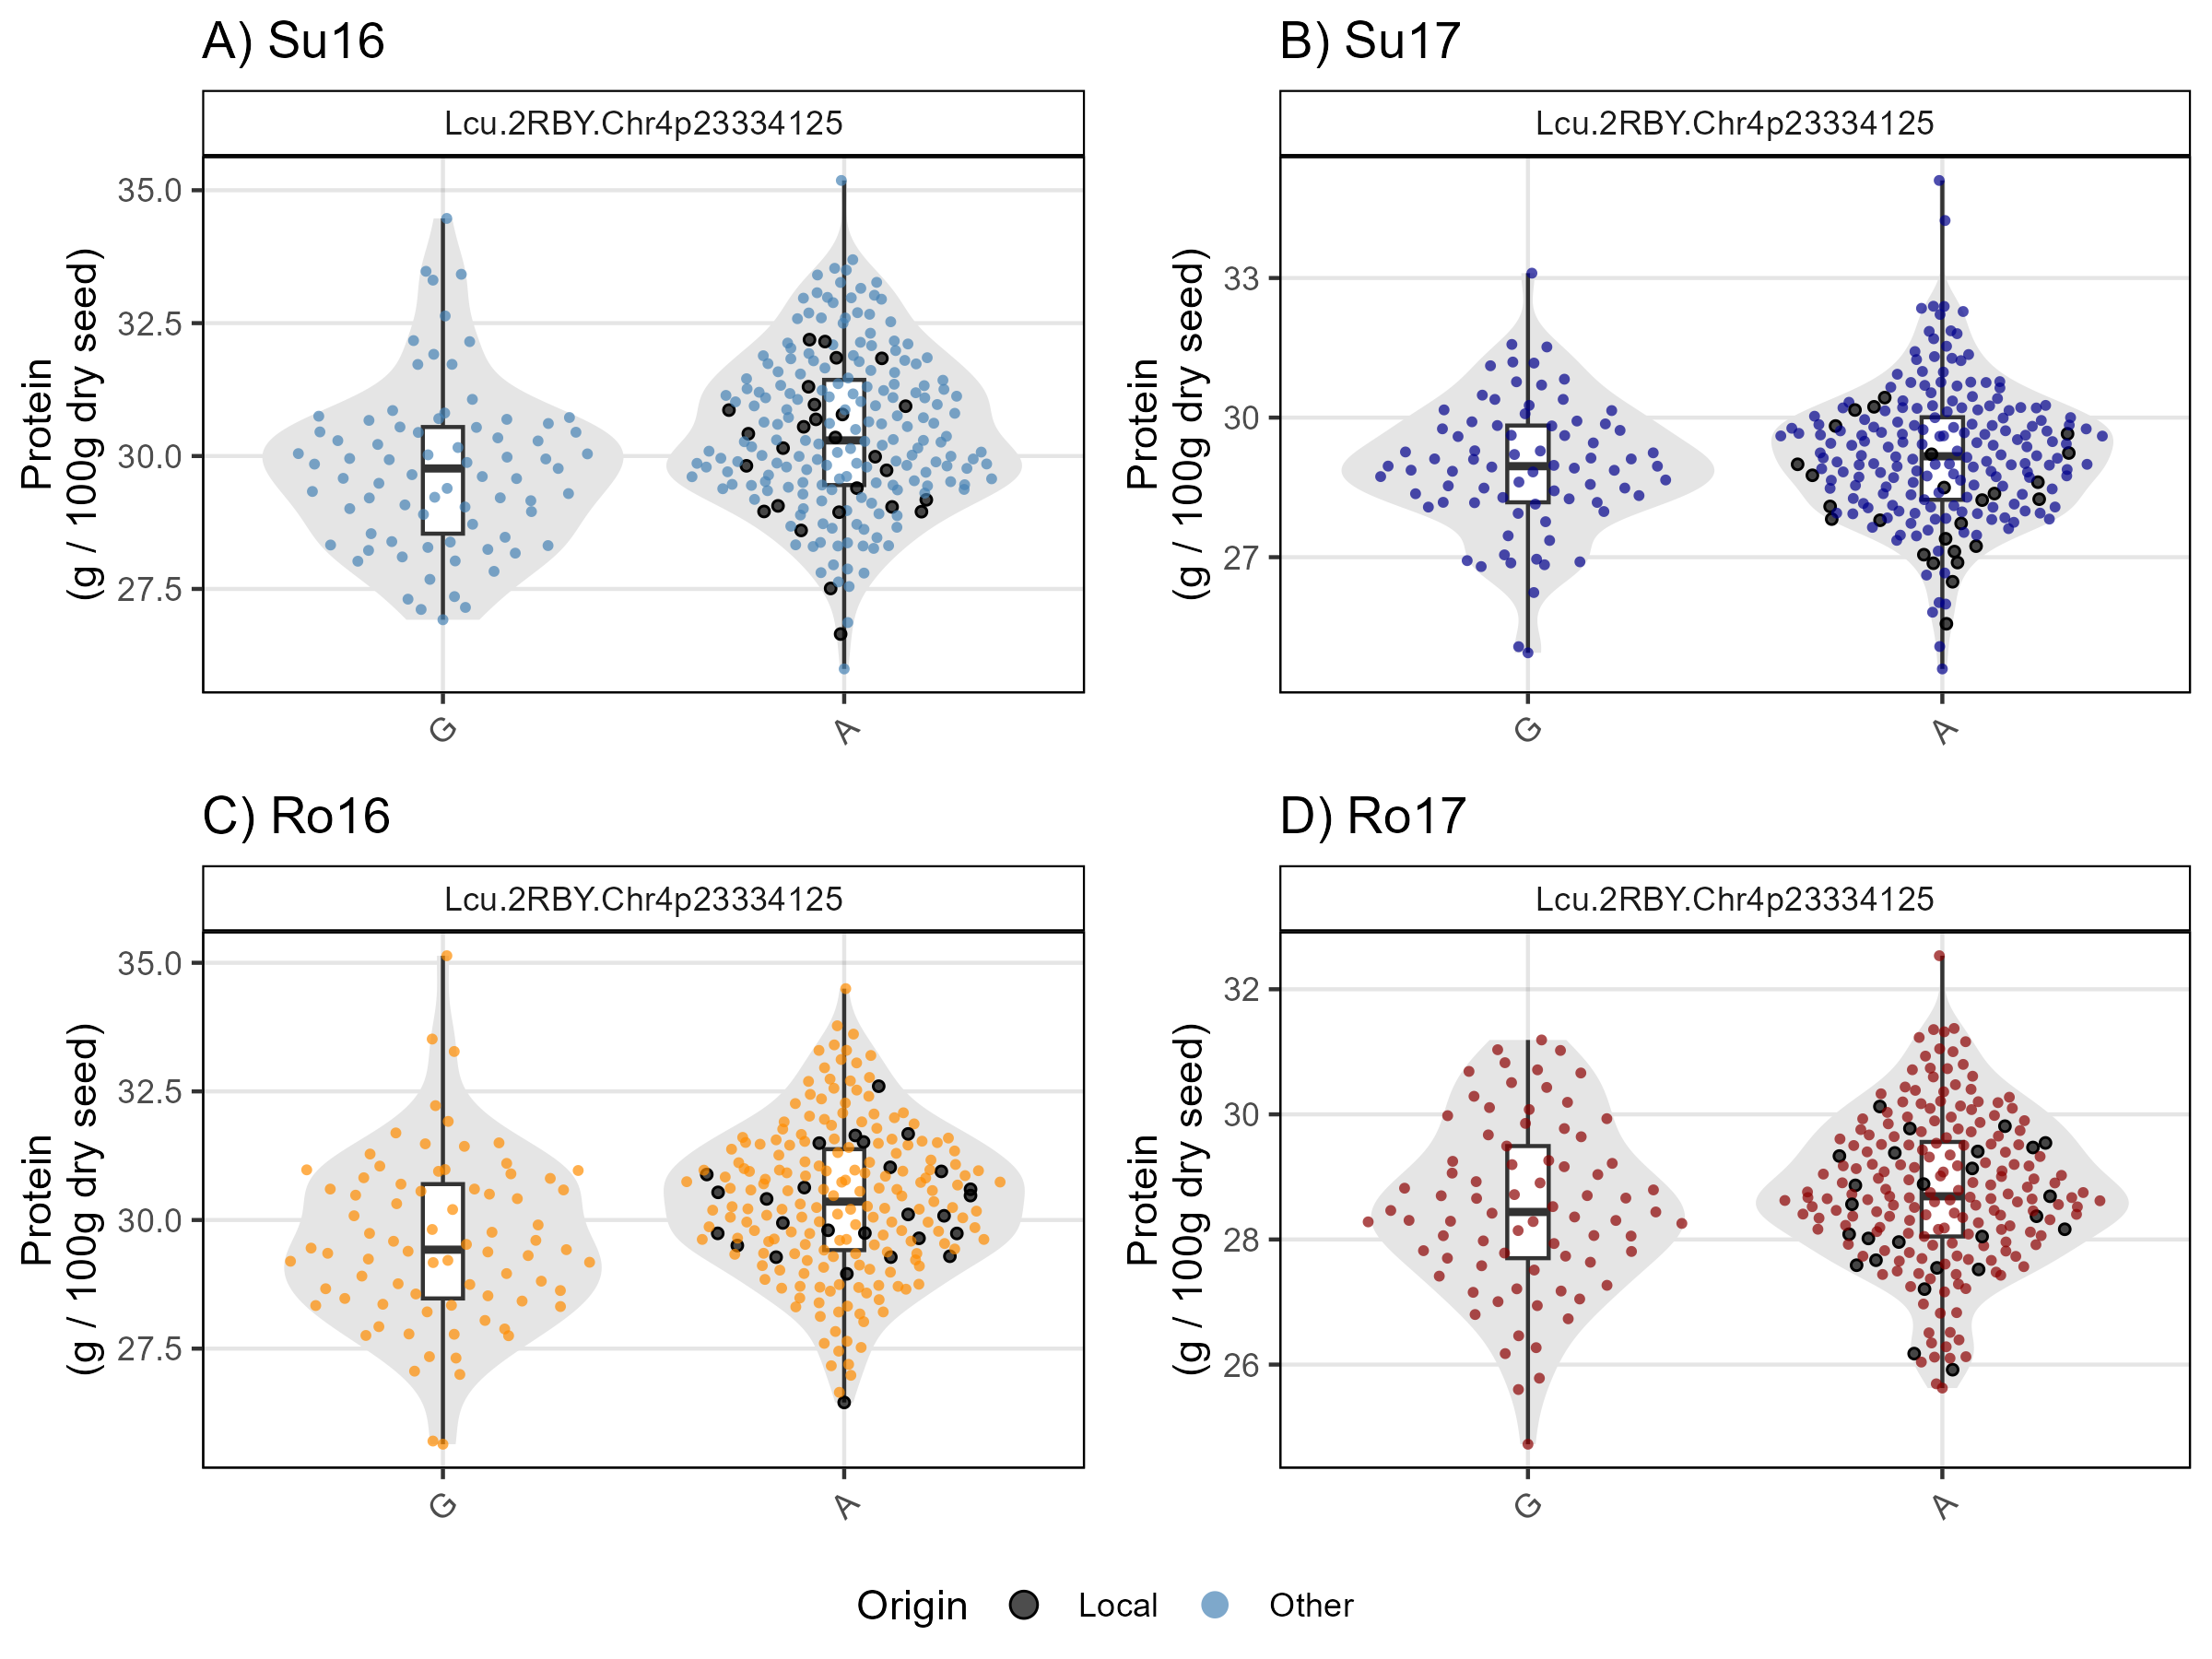 A) Su16
Lcu.2RBY.Chr4p23334125
Protein
(g / 100g dry seed)
35.0
32.5
30.0
27.5
G
A
B) Su17
Lcu.2RBY.Chr4p23334125
Protein
(g / 100g dry seed)
33
30
27
G
A
C) Ro16
Lcu.2RBY.Chr4p23334125
Protein
(g / 100g dry seed)
35.0
32.5
30.0
27.5
G
A
D) Ro17
Lcu.2RBY.Chr4p23334125
Protein
(g / 100g dry seed)
32
30
28
26
G
A
Origin Local Other